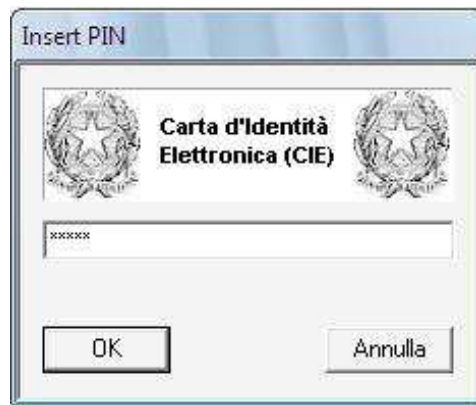 Insert PIN
Carta d'Identità
Elettronica (CIE)
*****
OK
Annulla